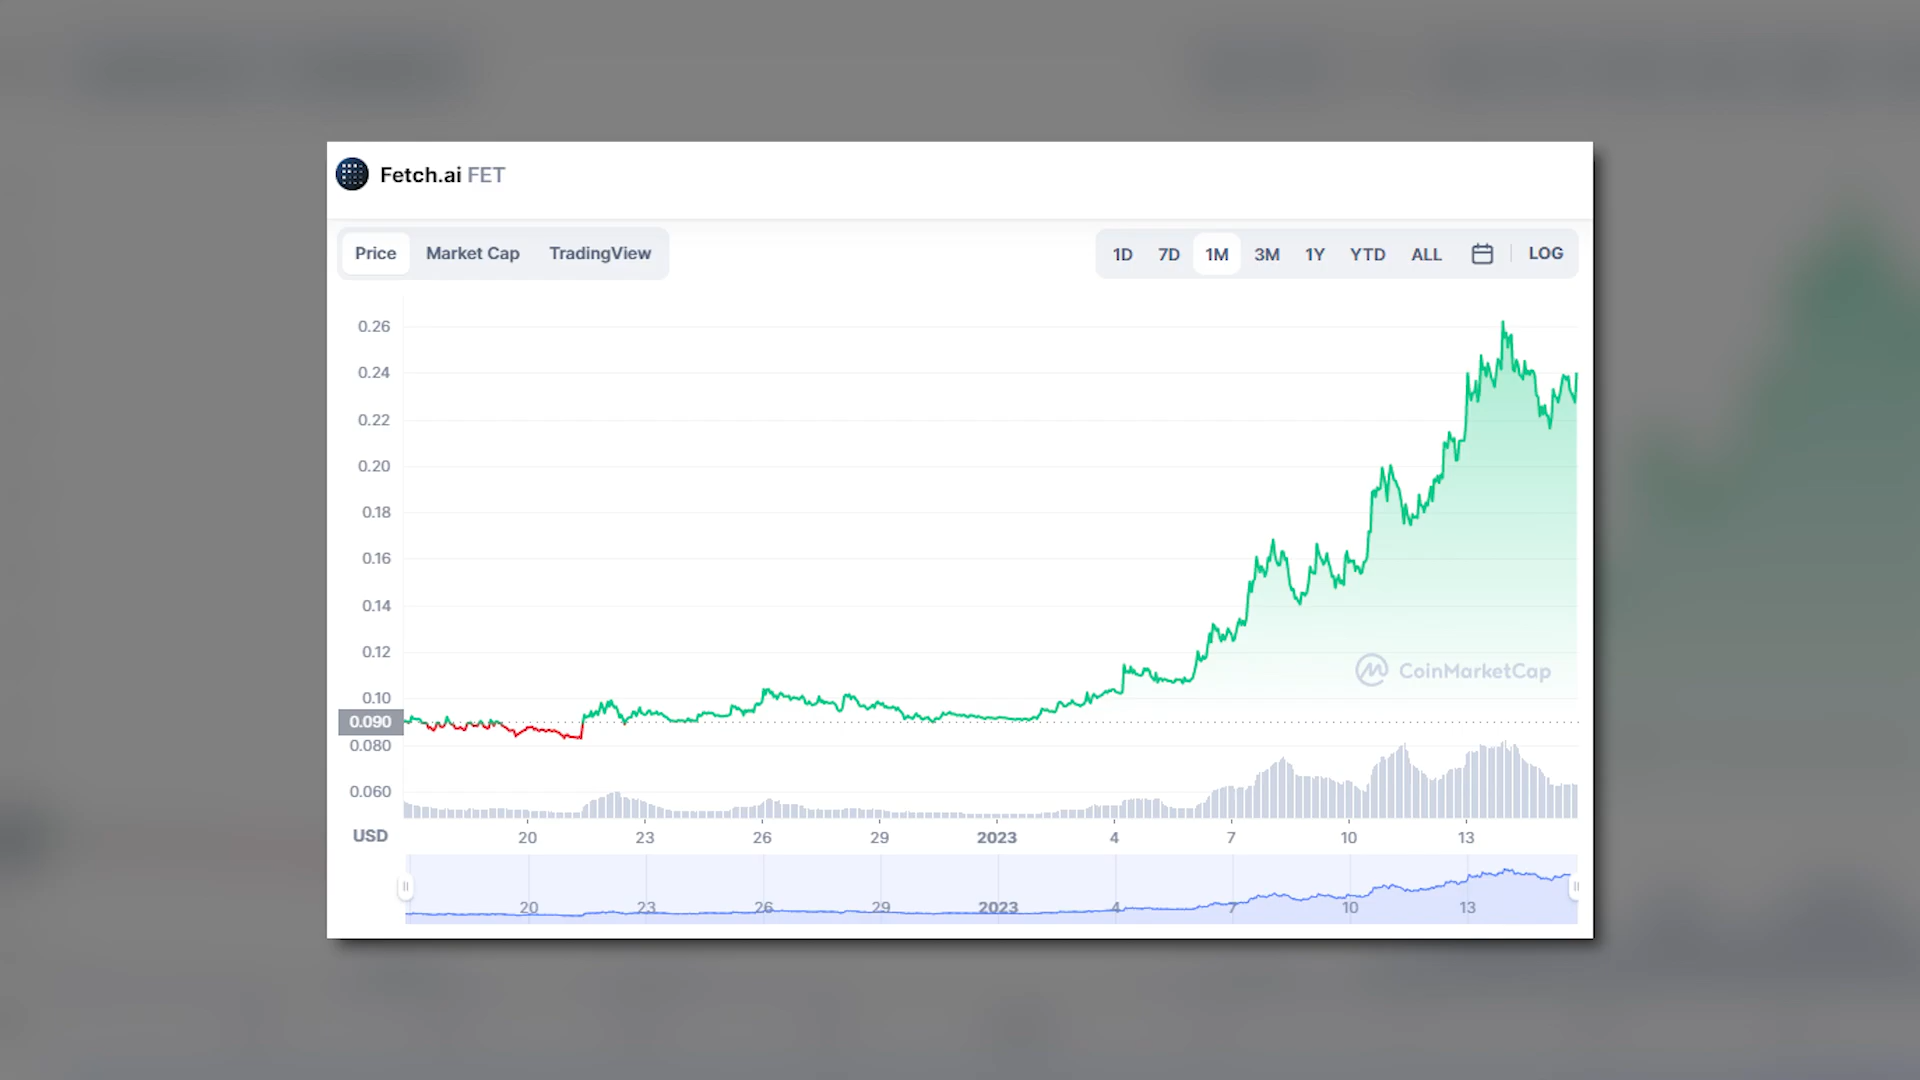 Fetch.ai FET
Price Market Cap TradingView 1D 7D 1M 3M 1Y YTD ALL LOG
0.26
0.24
0.22
0.20
0.18
0.16
0.14
0.12
0.10
0.090
0.080
0.060
CoinMarketCap
USD 20 23 26 29 2023 4 7 10 13
20 23 26 29 2023 4 7 10 13